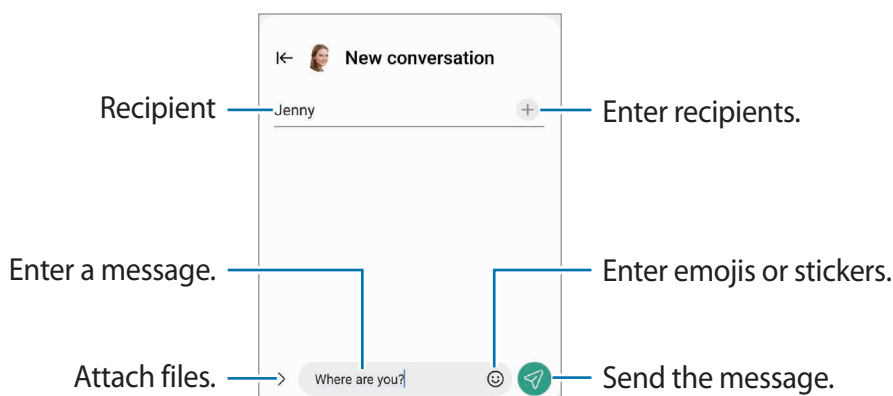 New conversation
Recipient
Jenny
Enter recipients.
Enter a message.
Enter emojis or stickers.
Attach files.
Where are you?
Send the message.